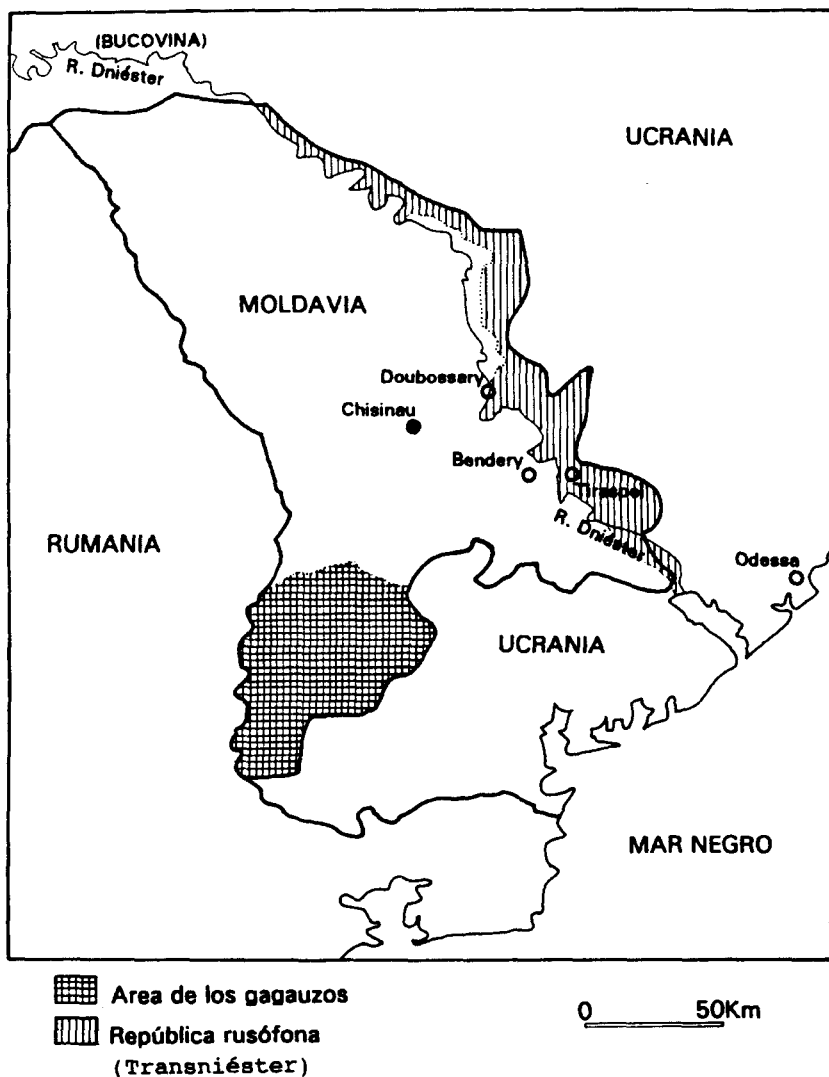 (BUCOVINA)
R. Dniéster
UCRANIA
MOLDAVIA
Doubossary
Chisinau
Bendery
Tiraspol
R. Dniéster
RUMANIA
Odessa
UCRANIA
MAR NEGRO
Area de los gagauzos
0 50Km
República rusófona
(Transniéster)